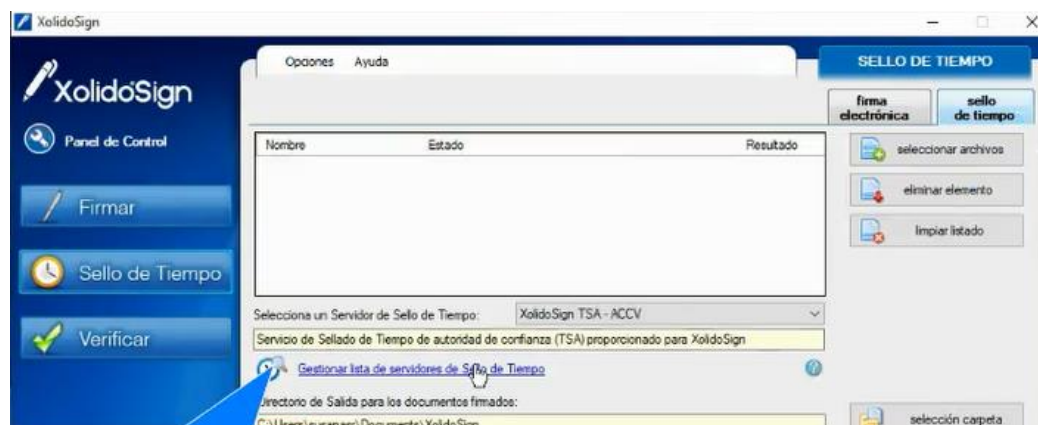 XolidoSign
Opciones Ayuda
SELLO DE TIEMPO
XolidoSign
firma electrónica
sello de tiempo
Panel de Control
Nombre Estado Resultado
seleccionar archivos
eliminar elemento
limpiar listado
Firmar
Sello de Tiempo
Verificar
Selecciona un Servidor de Sello de Tiempo: XolidoSign TSA - ACCV
Servicio de Sellado de Tiempo de autoridad de confianza (TSA) proporcionado para XolidoSign
Gestionar lista de servidores de Sello de Tiempo
Directorio de Salida para los documentos firmados:
selección carpeta